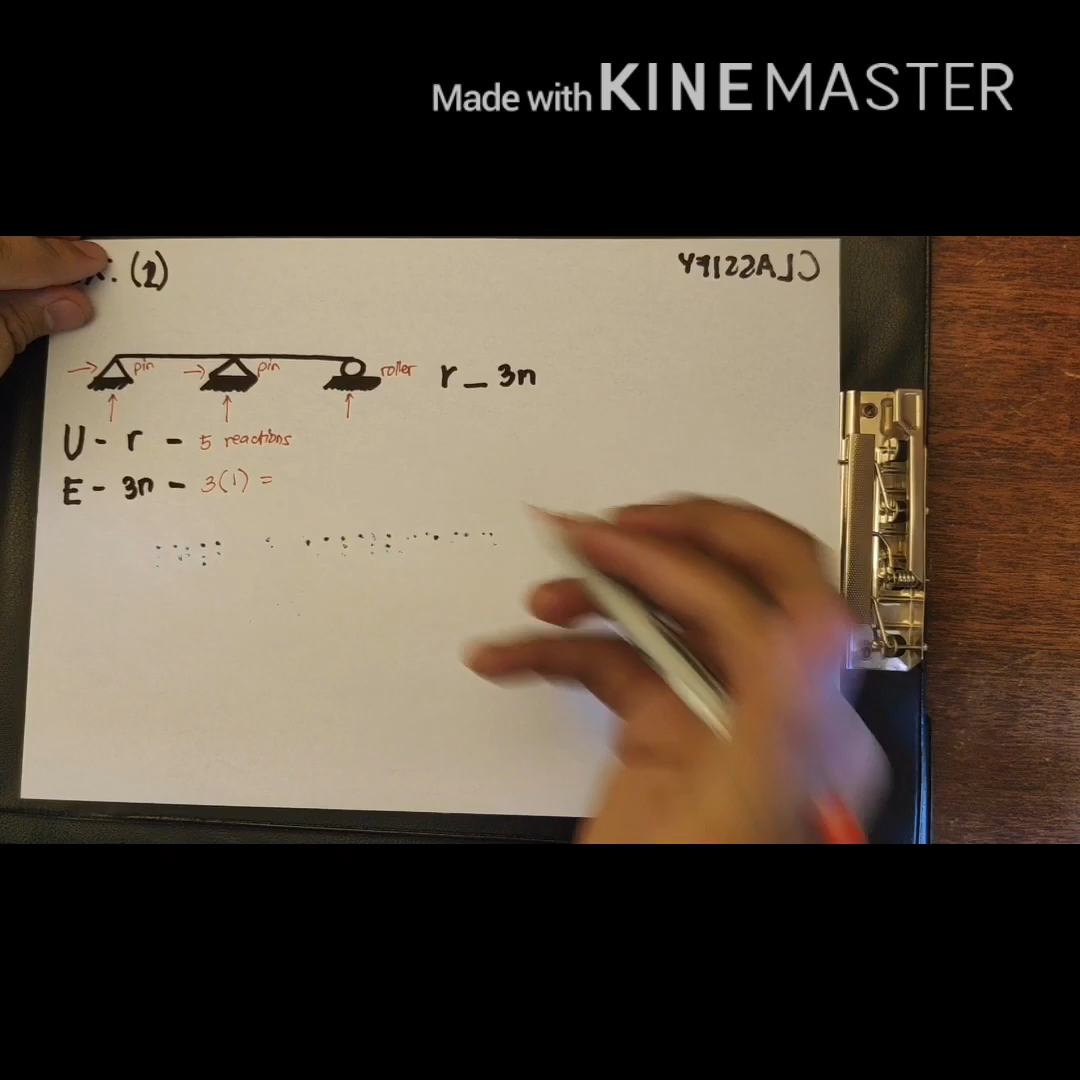 Made with KINEMASTER
. (2)
CLASSIFY
pin pin roller r _ 3n
U - r - 5 reactions
E - 3n - 3(1) =